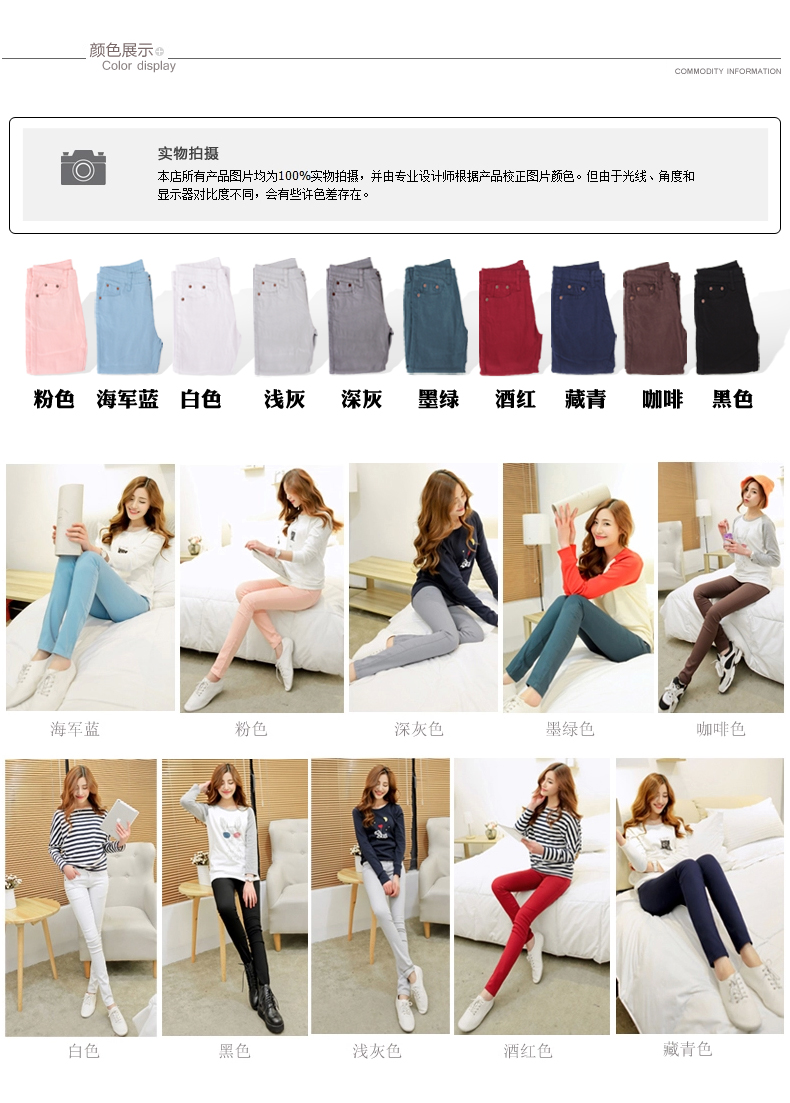 颜色展示
Color display
COMMODITY INFORMATION
实物拍摄
本店所有产品图片均为100%实物拍摄，并由专业设计师根据产品校正图片颜色。但由于光线、角度和
显示器对比度不同，会有些许色差存在。
粉色 海军蓝 白色 浅灰 深灰 墨绿 酒红 藏青 咖啡 黑色
海军蓝 粉色 深灰色 墨绿色 咖啡色
白色 黑色 浅灰色 酒红色 藏青色